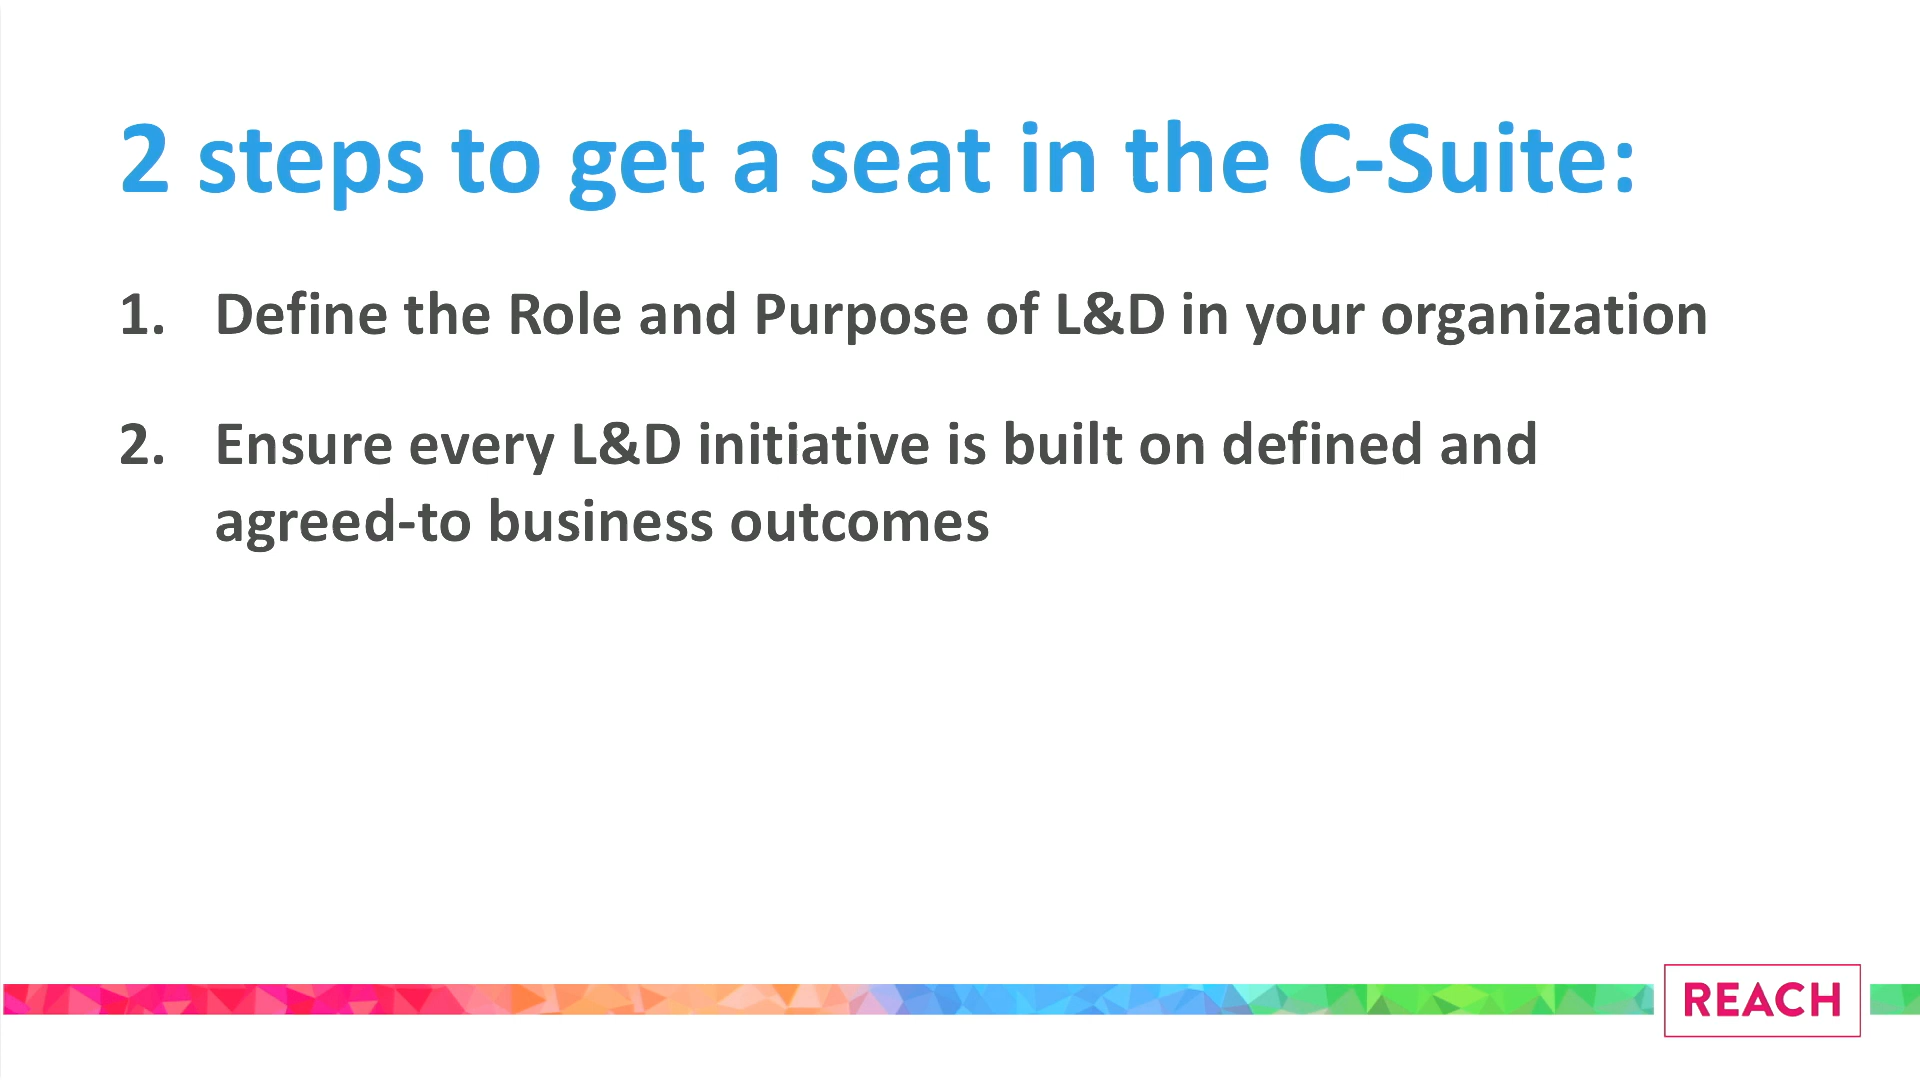 2 steps to get a seat in the C-Suite:
1. Define the Role and Purpose of L&D in your organization
2. Ensure every L&D initiative is built on defined and
agreed-to business outcomes
REACH